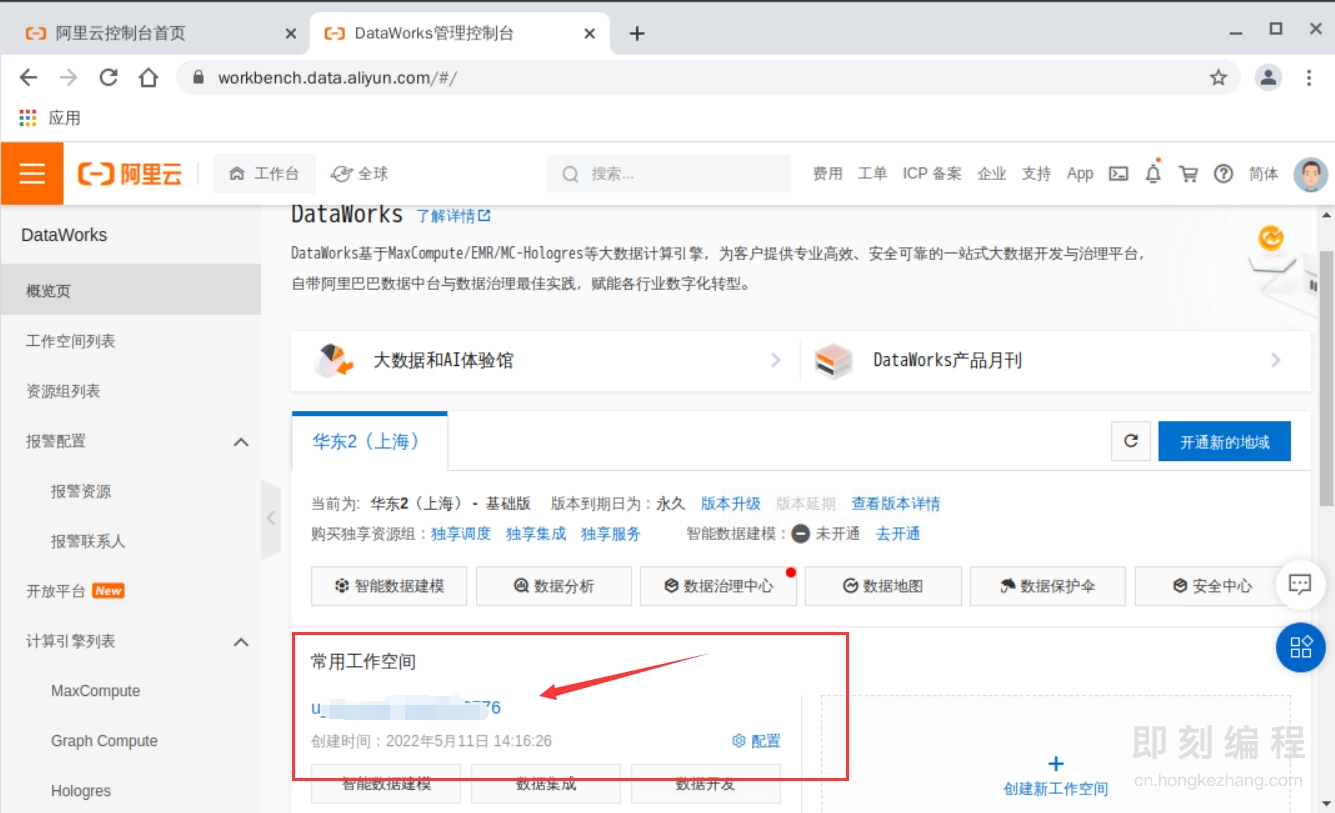 阿里云控制台首页
DataWorks管理控制台
workbench.data.aliyun.com/#/
应用
阿里云
工作台
全球
搜索...
费用
工单
ICP 备案
企业
支持
App
简体
DataWorks
概览页
工作空间列表
资源组列表
报警配置
报警资源
报警联系人
开放平台 New
计算引擎列表
MaxCompute
Graph Compute
Hologres
DataWorks 了解详情
DataWorks基于MaxCompute/EMR/MC-Hologres等大数据计算引擎，为客户提供专业高效、安全可靠的一站式大数据开发与治理平台，
自带阿里巴巴数据中台与数据治理最佳实践，赋能各行业数字化转型。
大数据和AI体验馆
DataWorks产品月刊
华东2（上海）
开通新的地域
当前为: 华东2（上海） - 基础版 版本到期日为：永久 版本升级 版本延期 查看版本详情
购买独享资源组：独享调度 独享集成 独享服务 智能数据建模： 未开通 去开通
智能数据建模
数据分析
数据治理中心
数据地图
数据保护伞
安全中心
常用工作空间
创建时间：2022年5月11日 14:16:26
配置
智能数据建模
数据集成
数据开发
创建新工作空间
即刻编程
cn.hongkezhang.com